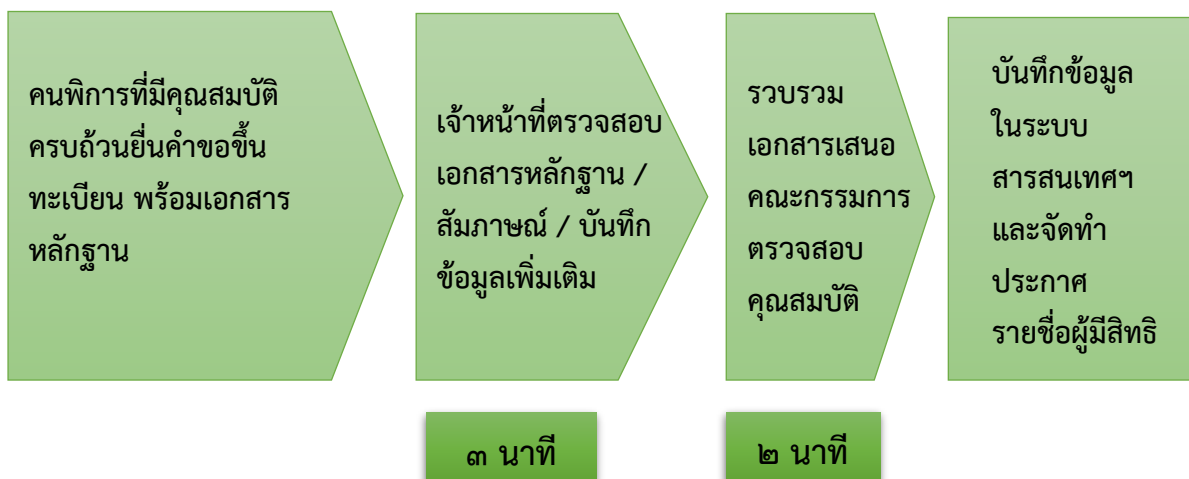 คนพิการที่มีคุณสมบัติ
ครบถ้วนยื่นคำขอขึ้น
ทะเบียน พร้อมเอกสาร
หลักฐาน
เจ้าหน้าที่ตรวจสอบ
เอกสารหลักฐาน /
สัมภาษณ์ / บันทึก
ข้อมูลเพิ่มเติม
รวบรวม
เอกสารเสนอ
คณะกรรมการ
ตรวจสอบ
คุณสมบัติ
บันทึกข้อมูล
ในระบบ
สารสนเทศฯ
และจัดทำ
ประกาศ
รายชื่อผู้มีสิทธิ
๓ นาที
๒ นาที